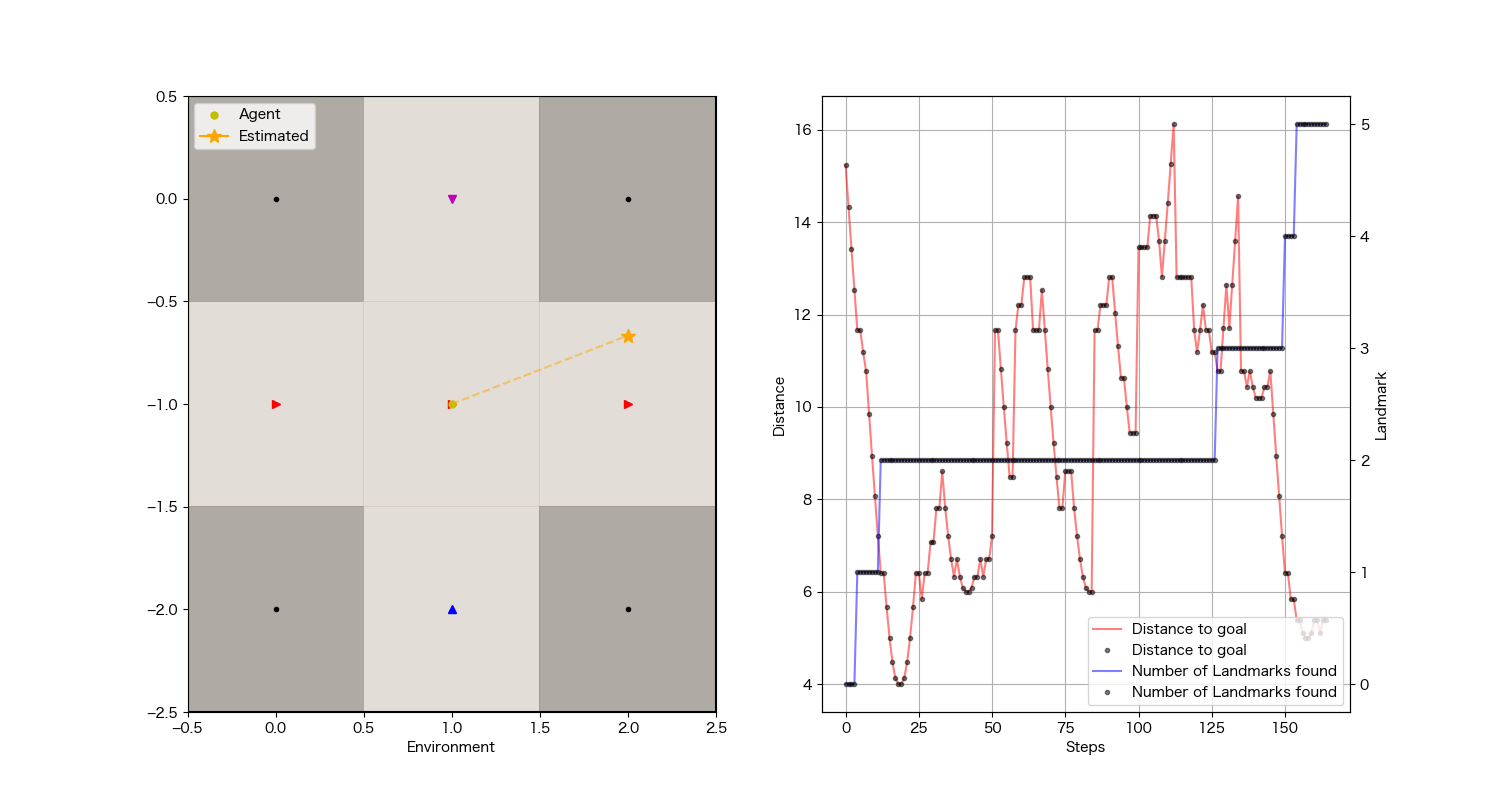 Agent
Estimated
0.5
0.0
−0.5
−1.0
−1.5
−2.0
−2.5
−0.5 0.0 0.5 1.0 1.5 2.0 2.5
Environment
Distance
16
14
12
10
8
6
4
0 25 50 75 100 125 150
Steps
5
4
3
2
1
0
Landmark
Distance to goal
Distance to goal
Number of Landmarks found
Number of Landmarks found